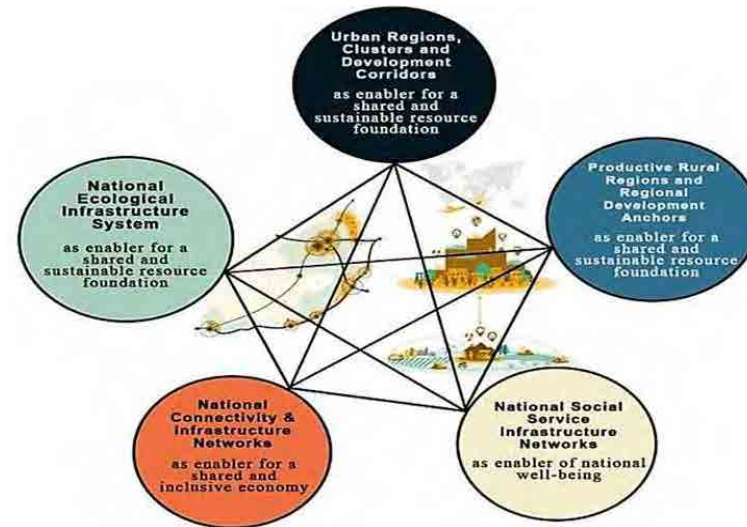 Urban Regions,
Clusters and
Development
Corridors
as enabler for a
shared and
sustainable resource
foundation
National
Ecological
Infrastructure
System
as enabler for a
shared and
sustainable resource
foundation
Productive Rural
Regions and
Regional
Development
Anchors
as enabler for a
shared and
sustainable resource
foundation
National
Connectivity &
Infrastructure
Networks
as enabler for a
shared and
inclusive economy
National Social
Service
Infrastructure
Networks
as enabler of national
well-being